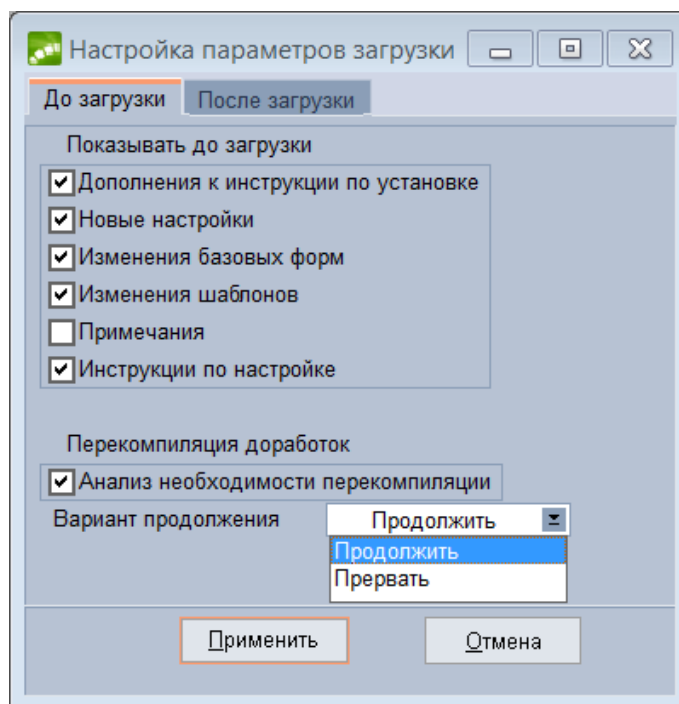 Настройка параметров загрузки
До загрузки После загрузки
Показывать до загрузки
Дополнения к инструкции по установке
Новые настройки
Изменения базовых форм
Изменения шаблонов
Примечания
Инструкции по настройке
Перекомпиляция доработок
Анализ необходимости перекомпиляции
Вариант продолжения Продолжить
Продолжить
Прервать
Применить Отмена